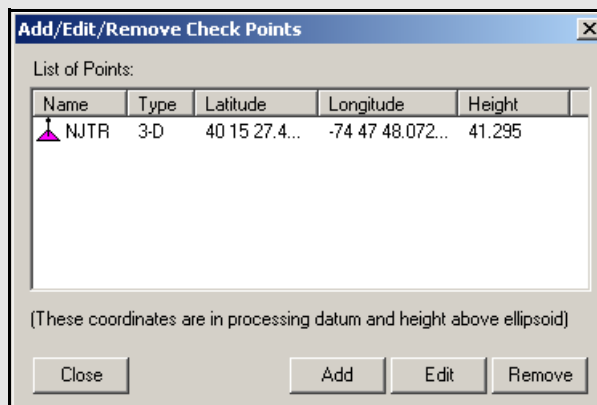 Add/Edit/Remove Check Points
List of Points:
Name Type Latitude Longitude Height
NJTR 3-D 40 15 27.4... -74 47 48.072... 41.295
(These coordinates are in processing datum and height above ellipsoid)
Close Add Edit Remove